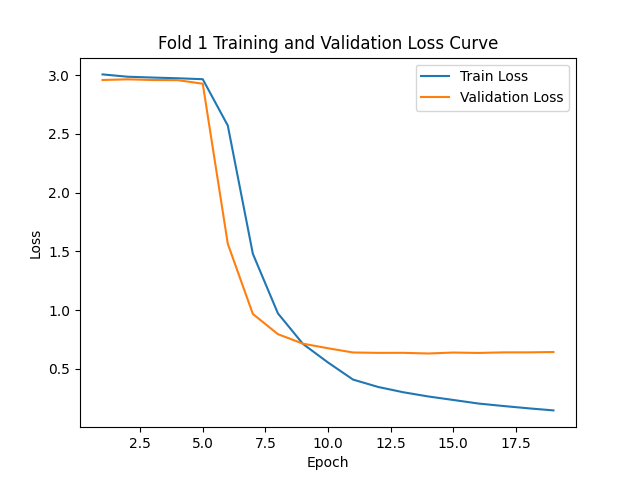 Fold 1 Training and Validation Loss Curve
Train Loss
Validation Loss
3.0
2.5
2.0
1.5
1.0
0.5
Loss
2.5 5.0 7.5 10.0 12.5 15.0 17.5
Epoch